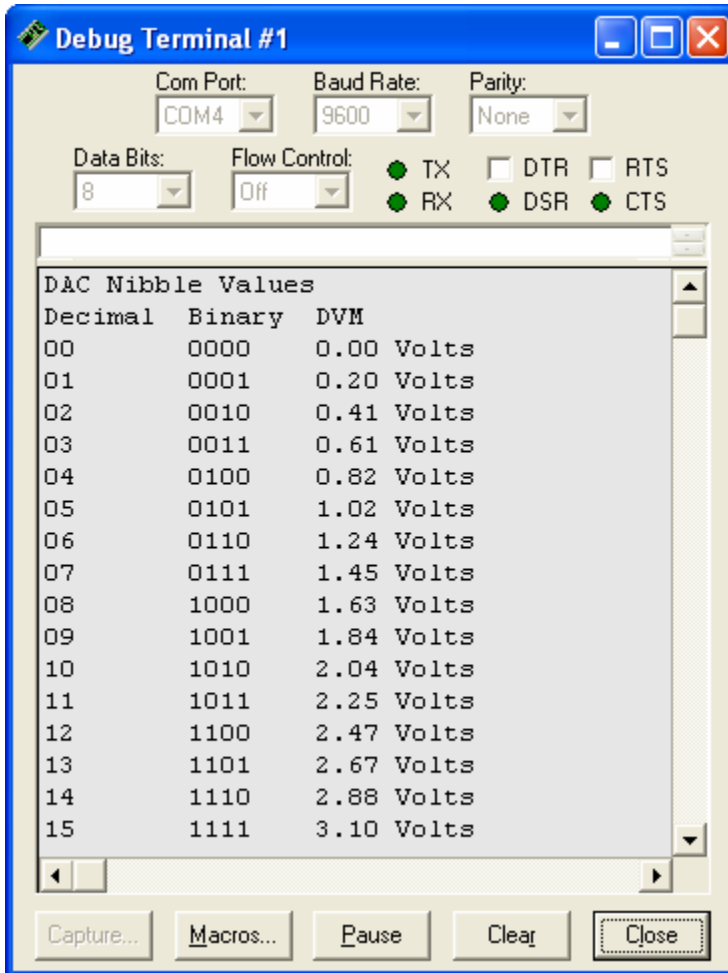 Debug Terminal #1
Com Port: Baud Rate: Parity:
COM4 9600 None
Data Bits: Flow Control: TX DTR RTS
8 Off RX DSR CTS
DAC Nibble Values
Decimal Binary DVM
00 0000 0.00 Volts
01 0001 0.20 Volts
02 0010 0.41 Volts
03 0011 0.61 Volts
04 0100 0.82 Volts
05 0101 1.02 Volts
06 0110 1.24 Volts
07 0111 1.45 Volts
08 1000 1.63 Volts
09 1001 1.84 Volts
10 1010 2.04 Volts
11 1011 2.25 Volts
12 1100 2.47 Volts
13 1101 2.67 Volts
14 1110 2.88 Volts
15 1111 3.10 Volts
Capture... Macros... Pause Clear Close